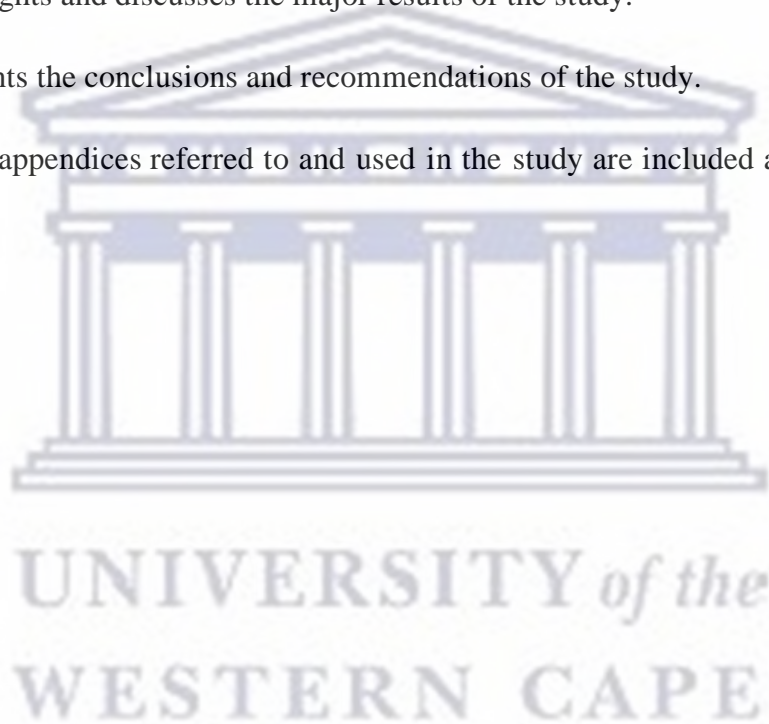 ghts and discusses the major results of the study.
nts the conclusions and recommendations of the study.
appendices referred to and used in the study are included a
UNIVERSITY of the
WESTERN CAPE